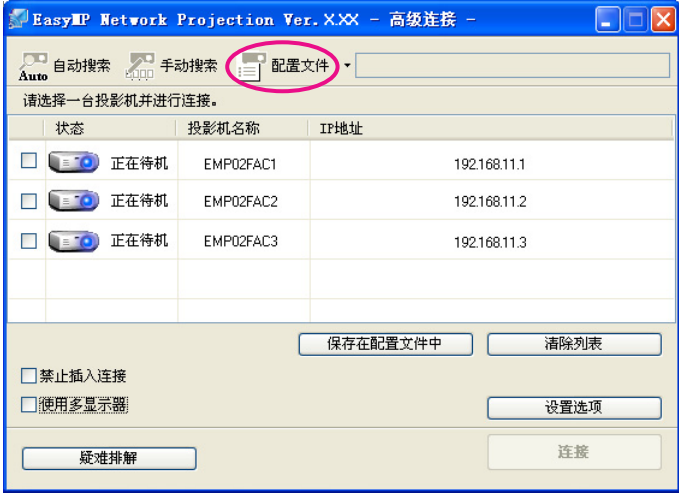 EasyMP Network Projection Ver.X.XX - 高级连接 -
Auto 自动搜索 手动搜索 配置文件
请选择一台投影机并进行连接。
状态 投影机名称 IP地址
正在待机 EMP02FAC1 192.168.11.1
正在待机 EMP02FAC2 192.168.11.2
正在待机 EMP02FAC3 192.168.11.3
保存在配置文件中 清除列表
禁止插入连接
使用多显示器 设置选项
疑难排解 连接